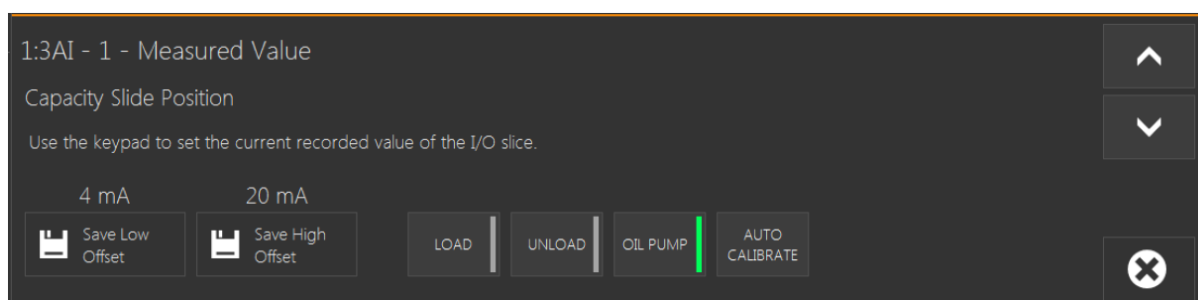 1:3AI - 1 - Measured Value
Capacity Slide Position
Use the keypad to set the current recorded value of the I/O slice.
4 mA
20 mA
Save Low
Offset
Save High
Offset
LOAD
UNLOAD
OIL PUMP
AUTO
CALIBRATE